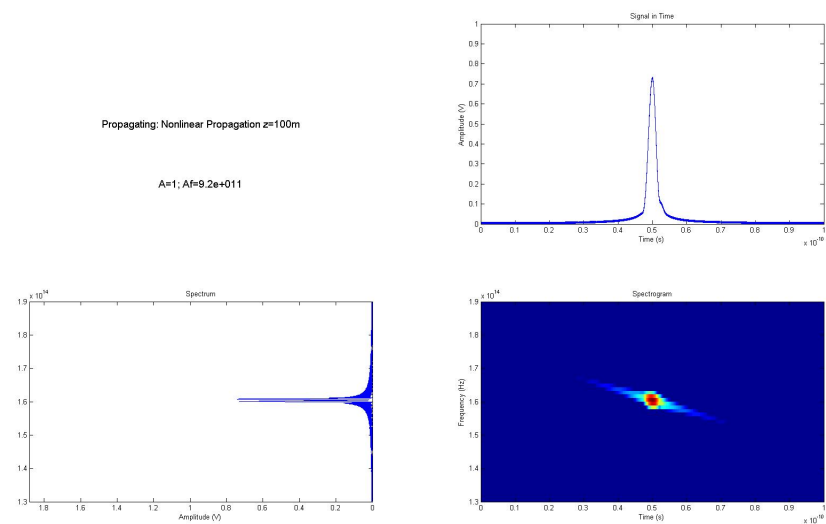 Propagating: Nonlinear Propagation z=100m
A=1; Af=9.2e+011
Signal in Time
1
0.9
0.8
0.7
0.6
0.5
0.4
0.3
0.2
0.1
0
Amplitude (V)
0 0.1 0.2 0.3 0.4 0.5 0.6 0.7 0.8 0.9 1
Time (s)
x 10^-10
Spectrum
x 10^14
1.9
1.8
1.7
1.6
1.5
1.4
1.3
1.8 1.6 1.4 1.2 1 0.8 0.6 0.4 0.2 0
Amplitude (V)
Spectrogram
x 10^14
1.9
1.8
1.7
1.6
1.5
1.4
1.3
Frequency (Hz)
0 0.1 0.2 0.3 0.4 0.5 0.6 0.7 0.8 0.9 1
Time (s)
x 10^-10